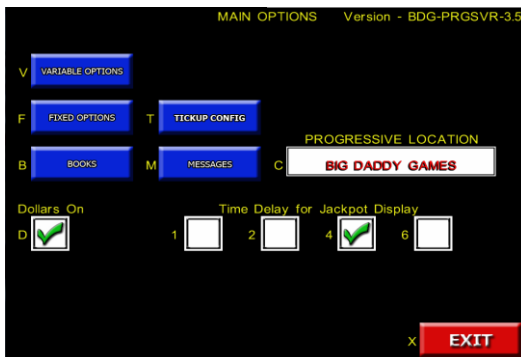 MAIN OPTIONS Version - BDG-PRGSVR-3.5
V VARIABLE OPTIONS
F FIXED OPTIONS T TICKUP CONFIG
PROGRESSIVE LOCATION
B BOOKS M MESSAGES C BIG DADDY GAMES
Dollars On Time Delay for Jackpot Display
D 1 2 4 6
X EXIT